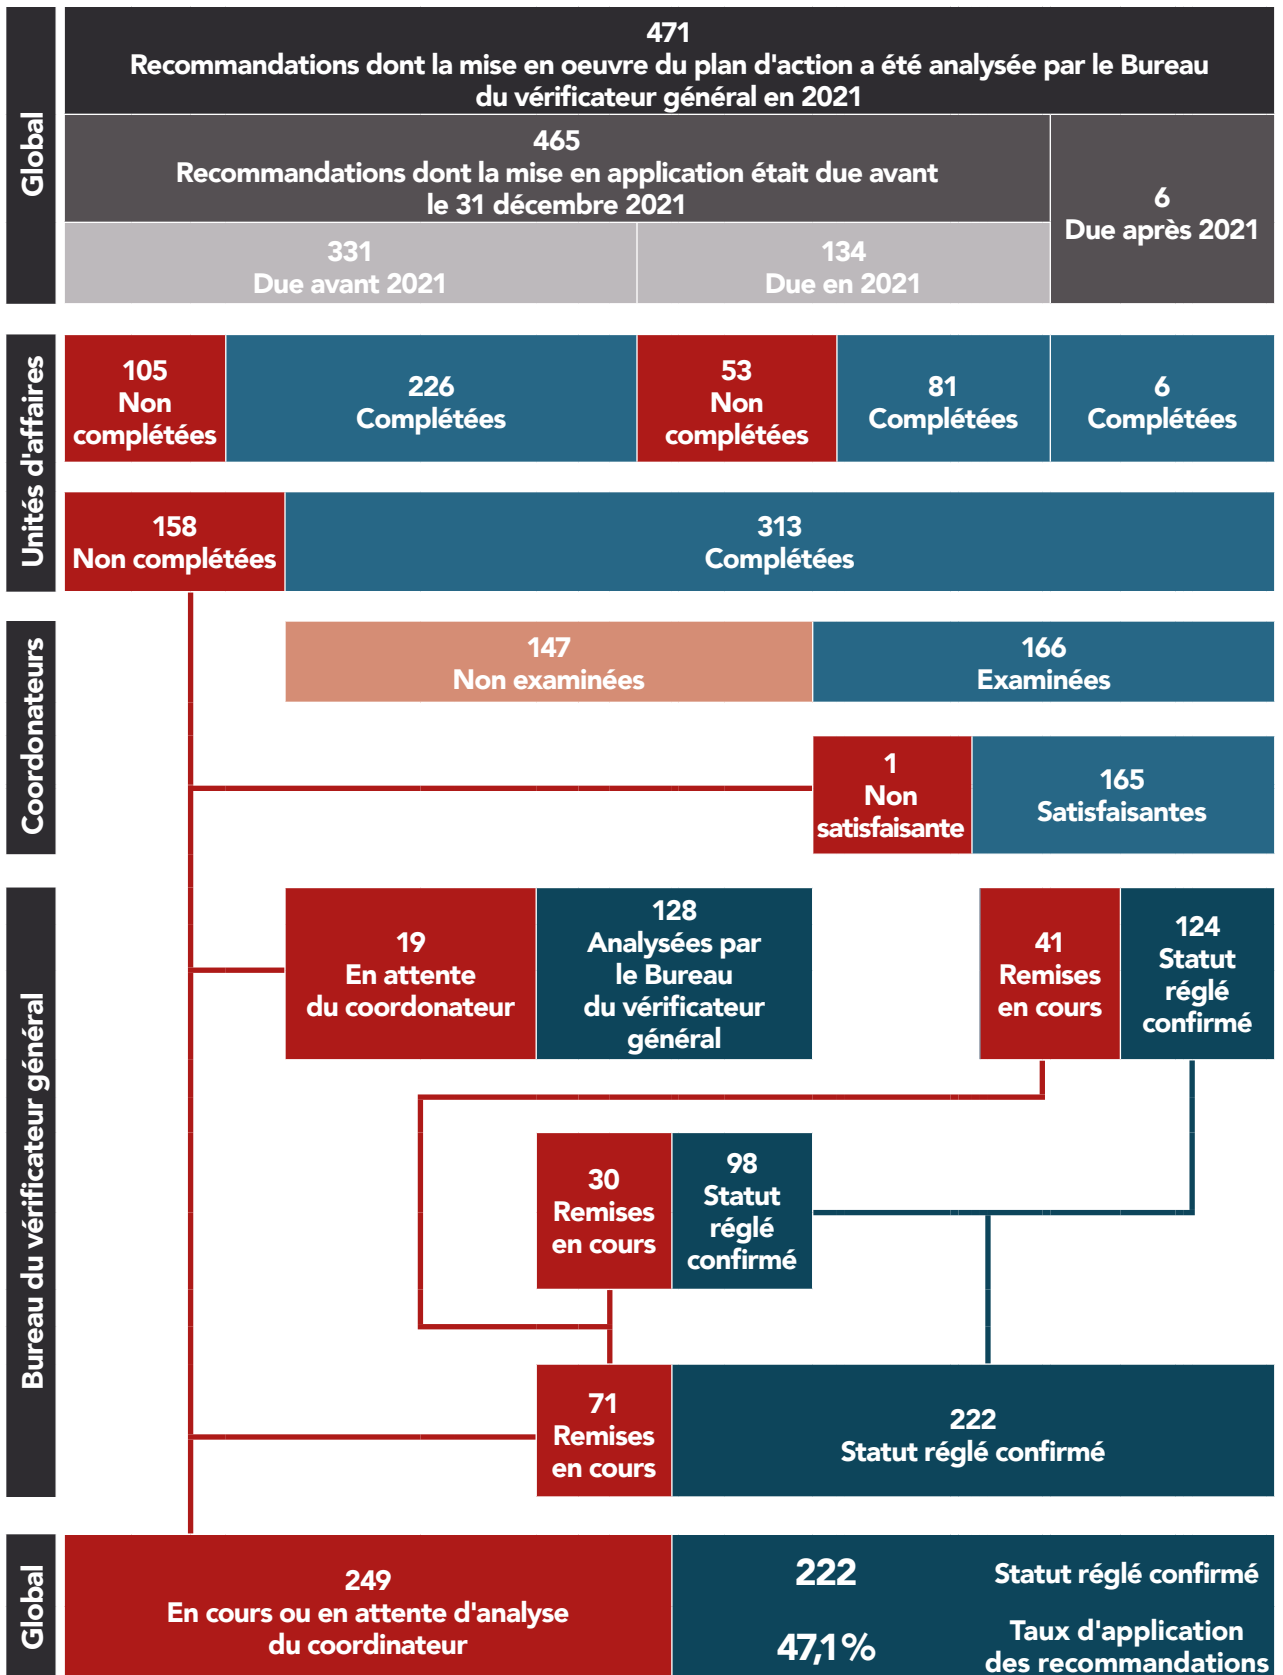 Global
471
Recommandations dont la mise en oeuvre du plan d'action a été analysée par le Bureau
du vérificateur général en 2021
465
Recommandations dont la mise en application était due avant
le 31 décembre 2021
6
Due après 2021
331
Due avant 2021
134
Due en 2021
Unités d'affaires
105
Non
complétées
226
Complétées
53
Non
complétées
81
Complétées
6
Complétées
158
Non complétées
313
Complétées
Coordonateurs
147
Non examinées
166
Examinées
1
Non
satisfaisante
165
Satisfaisantes
Bureau du vérificateur général
19
En attente
du coordonateur
128
Analysées par
le Bureau
du vérificateur
général
41
Remises
en cours
124
Statut
réglé
confirmé
30
Remises
en cours
98
Statut
réglé
confirmé
71
Remises
en cours
222
Statut réglé confirmé
Global
249
En cours ou en attente d'analyse
du coordinateur
222
Statut réglé confirmé
47,1%
Taux d'application
des recommandations